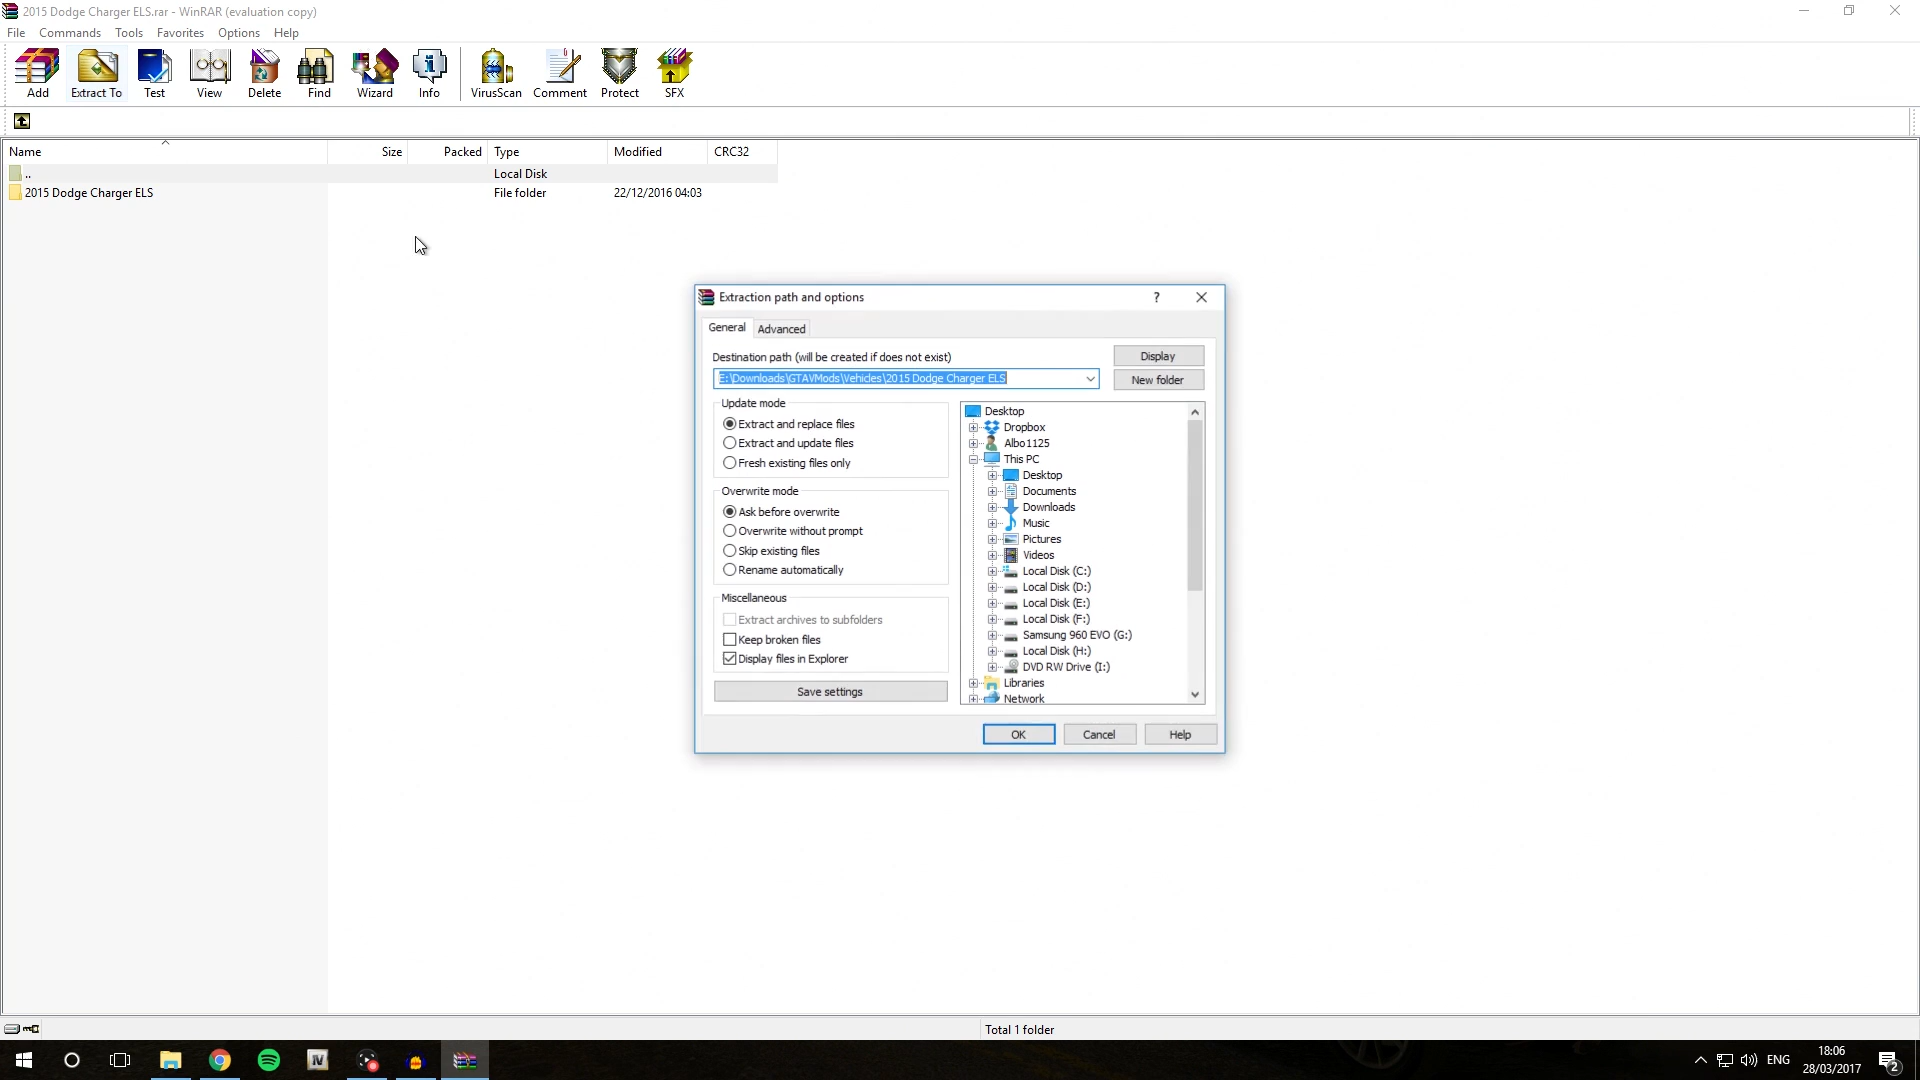 2015 Dodge Charger ELS.rar - WinRAR (evaluation copy)
File Commands Tools Favorites Options Help
Add Extract To Test View Delete Find Wizard Info VirusScan Comment Protect SFX
Name Size Packed Type Modified CRC32
.. Local Disk
2015 Dodge Charger ELS File folder 22/12/2016 04:03
Extraction path and options ?
General Advanced
Destination path (will be created if does not exist)
Display
E:\Downloads\GTAVMods\Vehicles\2015 Dodge Charger ELS
New folder
Update mode
Extract and replace files
Extract and update files
Fresh existing files only
Overwrite mode
Ask before overwrite
Overwrite without prompt
Skip existing files
Rename automatically
Miscellaneous
Extract archives to subfolders
Keep broken files
Display files in Explorer
Save settings
Desktop
Dropbox
Albo1125
This PC
Desktop
Documents
Downloads
Music
Pictures
Videos
Local Disk (C:)
Local Disk (D:)
Local Disk (E:)
Local Disk (F:)
Samsung 960 EVO (G:)
Local Disk (H:)
DVD RW Drive (I:)
Libraries
Network
OK Cancel Help
Total 1 folder
IV
ENG
18:06
28/03/2017
2